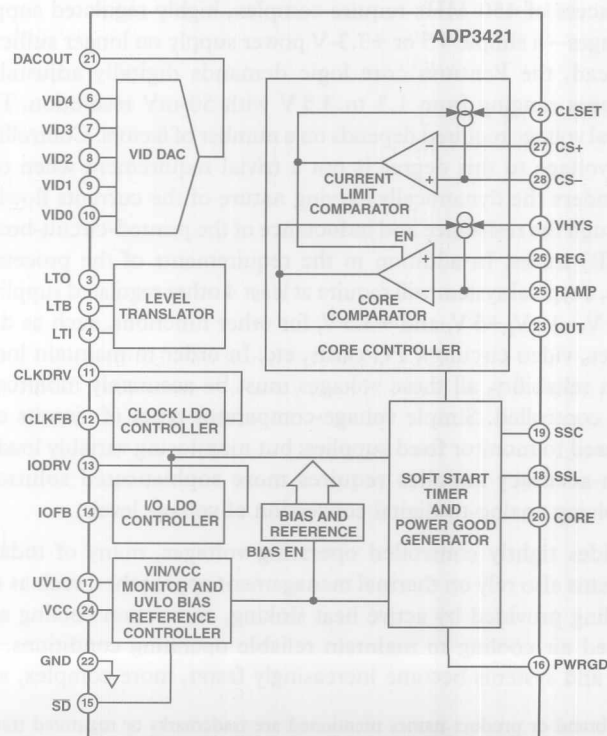 ADP3421
DACOUT 21
VID4 6
VID3 7
VID2 8
VID1 9
VID0 10
VID DAC
CLSET 2
CS+ 27
CS– 28
CURRENT
LIMIT
COMPARATOR
– +
EN
VHYS 1
REG 26
RAMP 25
OUT 23
– +
CORE
COMPARATOR
CORE CONTROLLER
LTO 3
LTB 5
LTI 4
LEVEL
TRANSLATOR
CLKDRV 11
CLKFB 12
CLOCK LDO
CONTROLLER
IODRV 13
IOFB 14
I/O LDO
CONTROLLER
BIAS AND
REFERENCE
BIAS EN
SSC 19
SSL 18
CORE 20
SOFT START
TIMER
AND
POWER GOOD
GENERATOR
UVLO 17
VCC 24
VIN/VCC
MONITOR AND
UVLO BIAS
REFERENCE
CONTROLLER
GND 22
SD 15
PWRGD 16